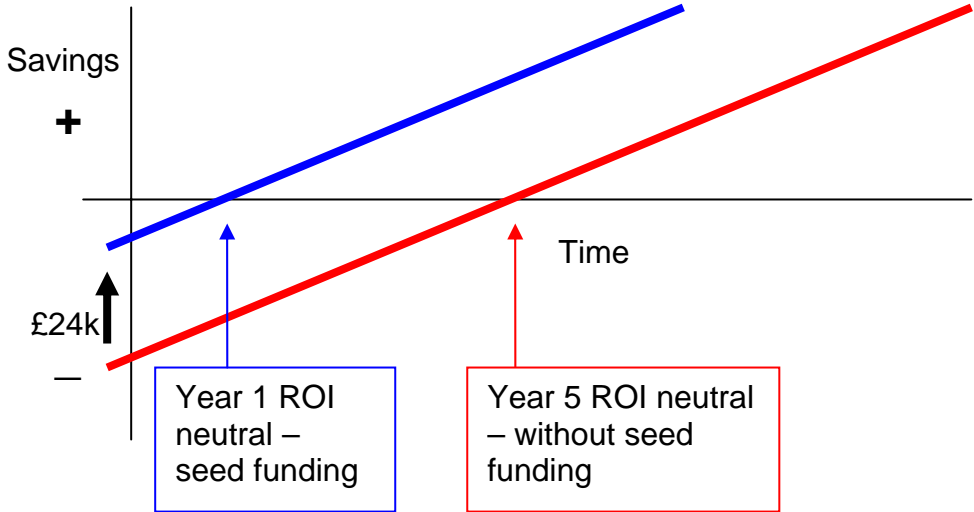 Savings
+
Time
£24k
–
Year 1 ROI
neutral –
seed funding
Year 5 ROI neutral
– without seed
funding